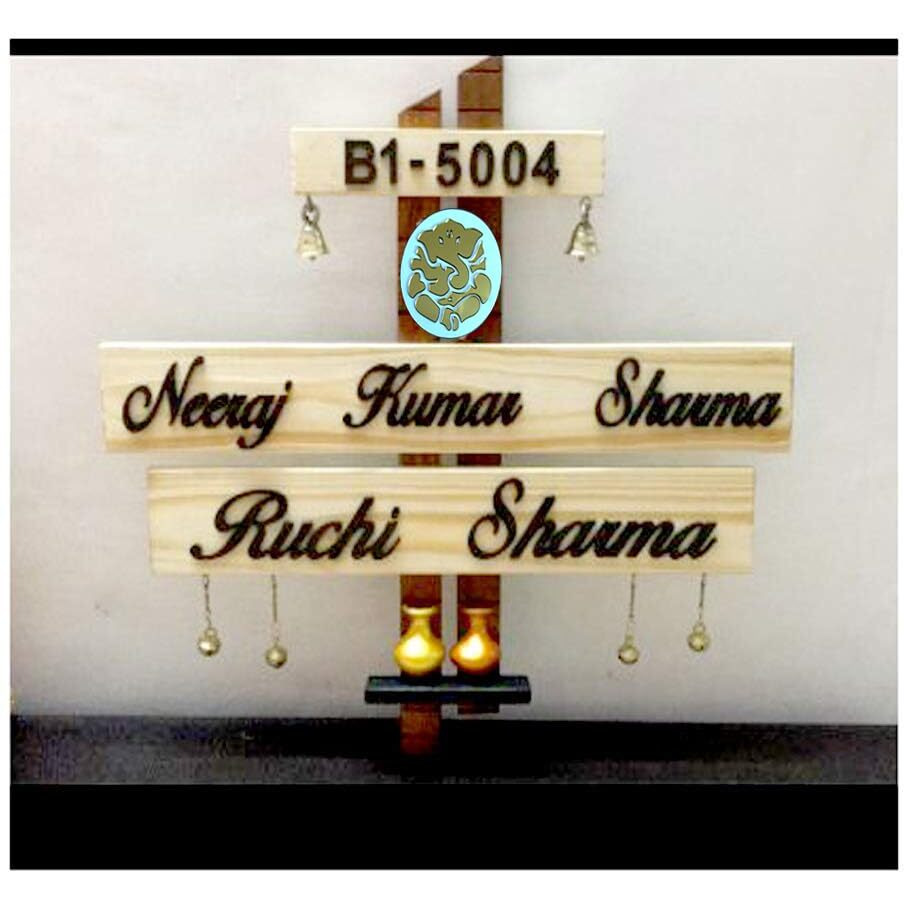 B1-5004
Neeraj Kumar Sharma
Ruchi Sharma